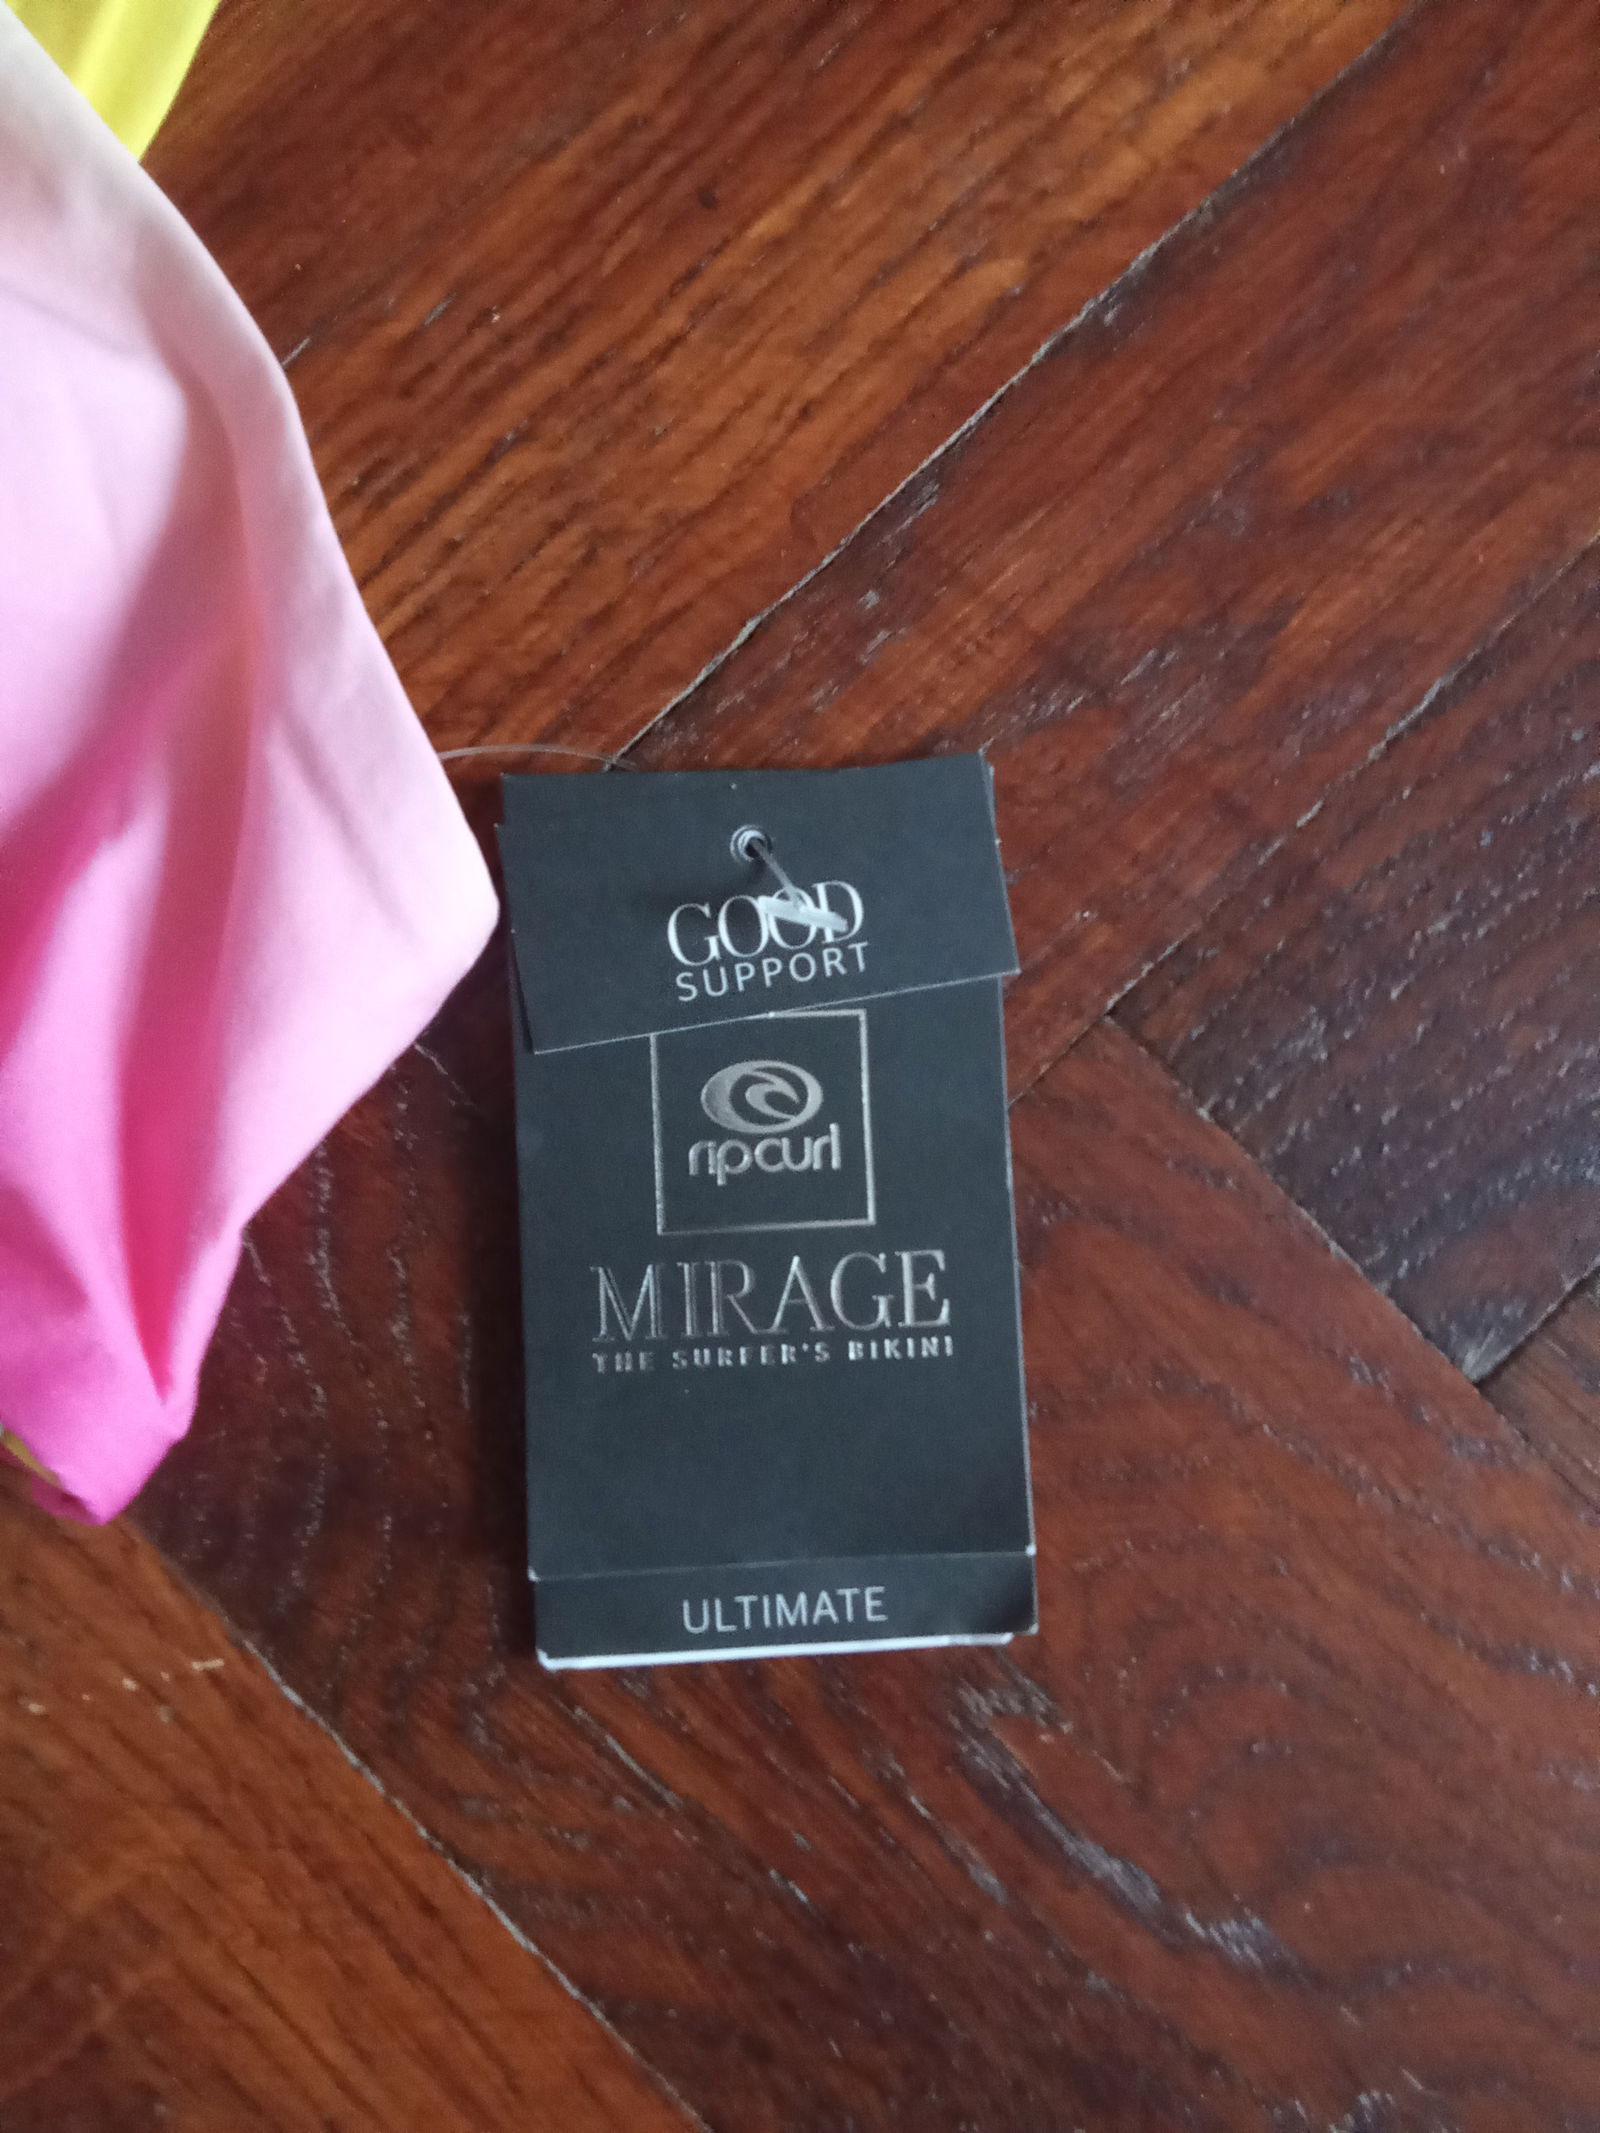 GOOD
SUPPORT
ripcurl
MIRAGE
THE SURFER'S BIKINI
ULTIMATE